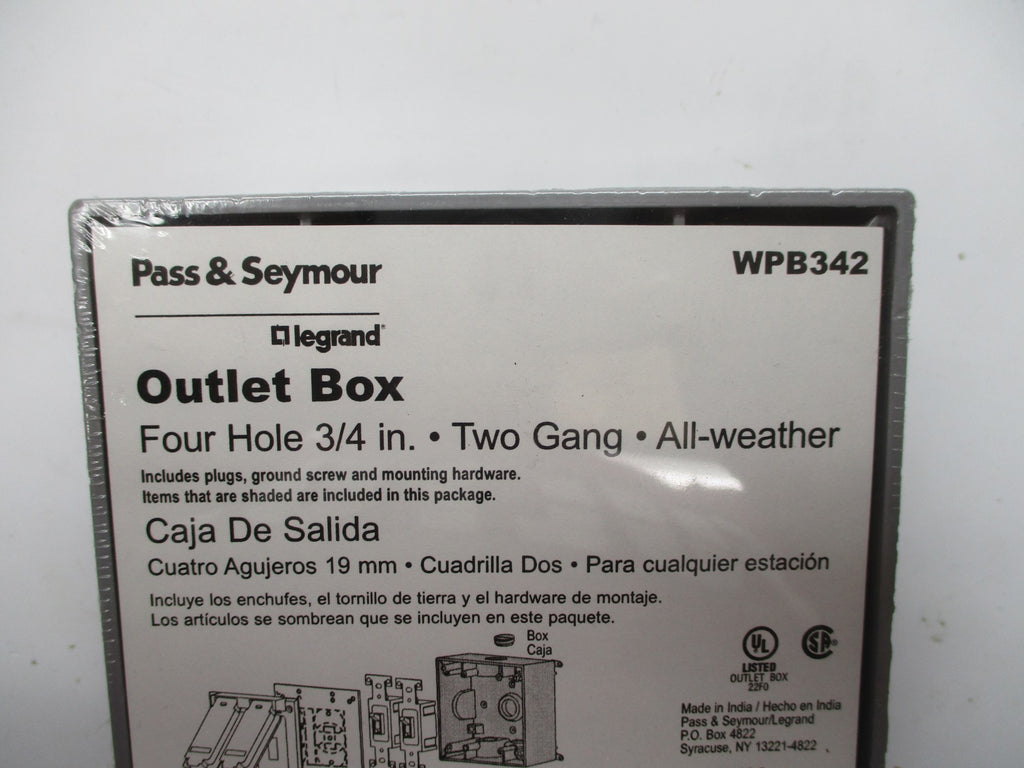 Pass & Seymour
WPB342
legrand®
Outlet Box
Four Hole 3/4 in. • Two Gang • All-weather
Includes plugs, ground screw and mounting hardware.
Items that are shaded are included in this package.
Caja De Salida
Cuatro Agujeros 19 mm • Cuadrilla Dos • Para cualquier estación
Incluye los enchufes, el tornillo de tierra y el hardware de montaje.
Los artículos se sombrean que se incluyen en este paquete.
Box
Caja
UL
SA®
LISTED
OUTLET BOX
22F0
Made in India / Hecho en India
Pass & Seymour/Legrand
P.O. Box 4822
Syracuse, NY 13221-4822